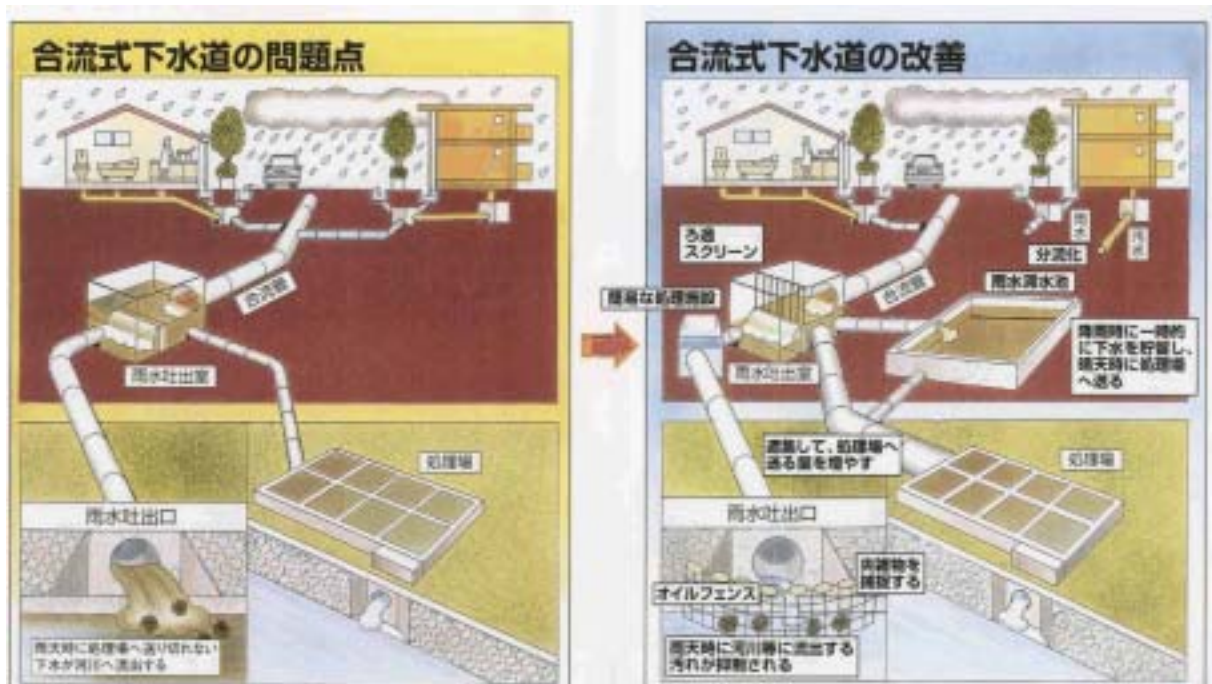 合流式下水道の問題点
合流管
雨水吐出室
処理場
雨水吐出口
雨天時に処理場へ送り切れない
下水が河川へ流出する
合流式下水道の改善
ろ過
スクリーン
雨水
汚水
分流化
合流管
雨水滞水池
簡易な処理施設
雨水吐出室
降雨時に一時的
に下水を貯留し、
晴天時に処理場
へ送る
遮集して、処理場へ
送る量を増やす
処理場
雨水吐出口
夾雑物を
捕捉する
オイルフェンス
雨天時に河川等に流出する
汚れが抑制される